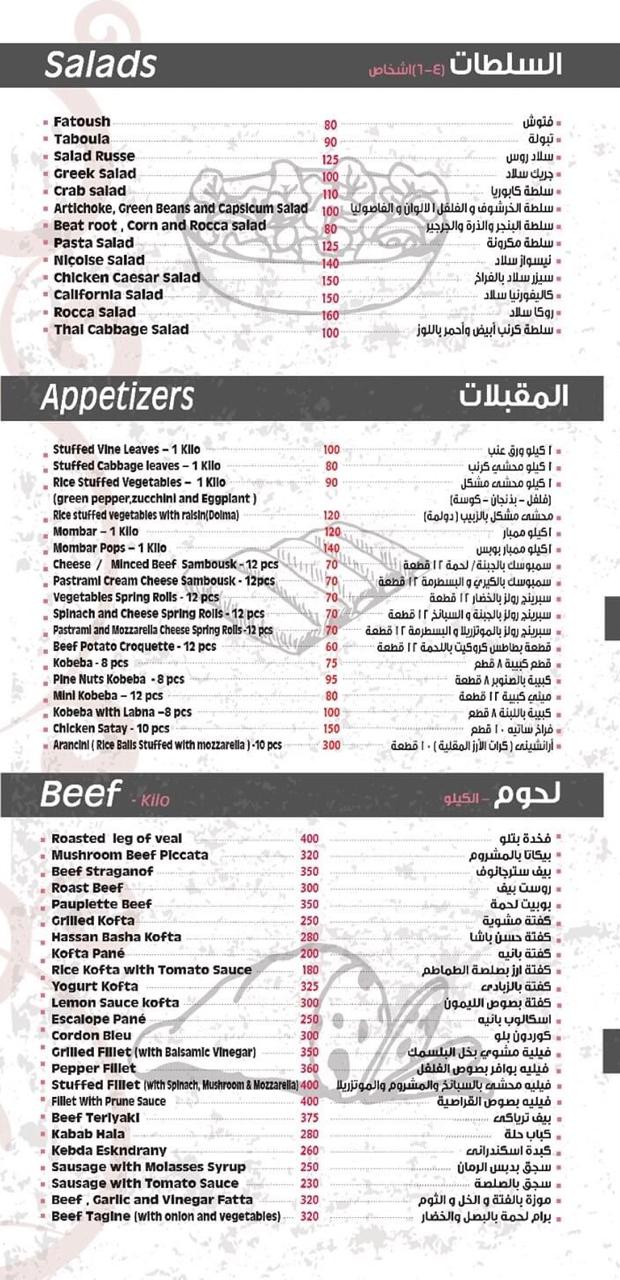 Salads السلطات (٤-٦)اشخاص
Fatoush 80 فتوش
Taboula 90 تبولة
Salad Russe 125 سلاد روس
Greek Salad 100 جريك سلاد
Crab salad 110 سلطة كابوريا
Artichoke, Green Beans and Capsicum Salad 100 سلطة الخرشوف و الفلفل الالوان و الفاصوليا
Beat root , Corn and Rocca salad 80 سلطة البنجر والذرة والجرجير
Pasta Salad 125 سلطة مكرونة
Niçoise Salad 140 نيسواز سلاد
Chicken Caesar Salad 150 سيزر سلاد بالفراخ
California Salad 150 كاليفورنيا سلاد
Rocca Salad 160 روكا سلاد
Thai Cabbage Salad 100 سلطة كرنب أبيض وأحمر باللوز
Appetizers المقبلات
Stuffed Vine Leaves – 1 Kilo 100 ١ كيلو ورق عنب
Stuffed Cabbage leaves – 1 Kilo 80 ١ كيلو محشي كرنب
Rice Stuffed Vegetables – 1 Kilo 90 ١ كيلو محشي مشكل
(green pepper,zucchini and Eggplant ) (فلفل - بذنجان - كوسة)
Rice stuffed vegetables with raisin(Dolma) 120 محشى مشكل بالزبيب (دولمة)
Mombar – 1 Kilo 120 ١كيلو ممبار
Mombar Pops – 1 Kilo 140 ١كيلو ممبار بوبس
Cheese / Minced Beef Sambousk - 12 pcs 70 سمبوسك بالجبنة/ لحمة ١٢ قطعة
Pastrami Cream Cheese Sambousk - 12pcs 70 سمبوسك بالكيري و البسطرمة ١٢ قطعة
Vegetables Spring Rolls - 12 pcs 70 سبرينج رولز بالخضار ١٢ قطعة
Spinach and Cheese Spring Rolls - 12 pcs 70 سبرينج رولز بالجبنة و السبانخ ١٢ قطعة
Pastrami and Mozzarella Cheese Spring Rolls -12 pcs 70 سبرينج رولز بالموتزريلا و البسطرمة ١٢ قطعة
Beef Potato Croquette - 12 pcs 60 قطعة بطاطس كروكيت باللحمة ١٢ قطعة
Kobeba - 8 pcs 75 قطع كبيبة ٨ قطع
Pine Nuts Kobeba - 8 pcs 95 كبيبة بالصنوبر ٨ قطعة
Mini Kobeba – 12 pcs 80 ميني كبيبة ١٢ قطعة
Kobeba with Labna –8 pcs 100 كبيبة باللبنة ٨ قطع
Chicken Satay - 10 pcs 150 فراخ ساتيه ١٠ قطع
Arancini ( Rice Balls Stuffed with mozzarella ) -10 pcs 300 أرانشينى ( كرات الأرز المقلية ) ١٠ قطعة
Beef - Kilo لحوم - الكيلو
Roasted leg of veal 400 فخدة بتلو
Mushroom Beef Piccata 320 بيكاتا بالمشروم
Beef Straganof 350 بيف سترجانوف
Roast Beef 300 روست بيف
Pauplette Beef 350 بوبيت لحمة
Grilled Kofta 250 كفتة مشوية
Hassan Basha Kofta 280 كفتة حسن باشا
Kofta Pané 200 كفتة بانيه
Rice Kofta with Tomato Sauce 180 كفتة ارز بصلصة الطماطم
Yogurt Kofta 325 كفتة بالزبادى
Lemon Sauce kofta 300 كفتة بصوص الليمون
Escalope Pané 250 اسكالوب بانيه
Cordon Bleu 300 كوردون بلو
Grilled Fillet (with Balsamic Vinegar) 350 فيلية مشوي بخل البلسمك
Pepper Fillet 360 فيليه بوافر بصوص الفلفل
Stuffed Fillet (with Spinach, Mushroom & Mozzarella) 400 فيليه محشي بالسبانخ والمشروم والموتزريلا
Fillet With Prune Sauce 400 فيليه بصوص القراصية
Beef Teriyaki 375 بيف ترياكي
Kabab Hala 280 كباب حلة
Kebda Eskndrany 260 كبدة اسكندرانى
Sausage with Molasses Syrup 250 سجق بدبس الرمان
Sausage with Tomato Sauce 230 سجق بالصلصة
Beef , Garlic and Vinegar Fatta 320 موزة بالفتة و الخل و الثوم
Beef Tagine (with onion and vegetables) 320 برام لحمة بالبصل والخضار